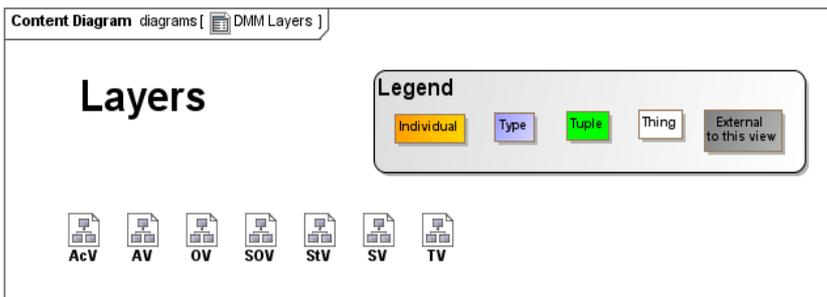 Content Diagram diagrams [ DMM Layers ]
Layers
Legend
Individual
Type
Tuple
Thing
External
to this view
AcV AV OV SOV StV SV TV